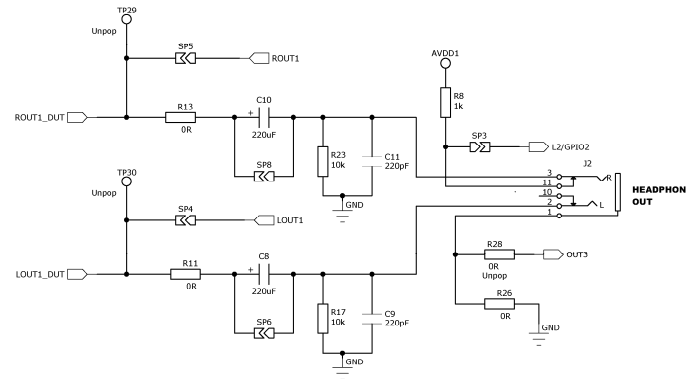 TP29
Unpop
SP5
ROUT1
AVDD1
R8
1k
C10
R13
+
ROUT1_DUT
0R
220uF
SP3
L2/GPIO2
R23
10k
C11
220pF
SP8
J2
3
R
11
10
2
L
1
HEADPHON
OUT
TP30
Unpop
GND
SP4
LOUT1
R28
OUT3
0R
Unpop
C8
R11
+
LOUT1_DUT
0R
220uF
R26
0R
GND
R17
10k
C9
220pF
SP6
GND